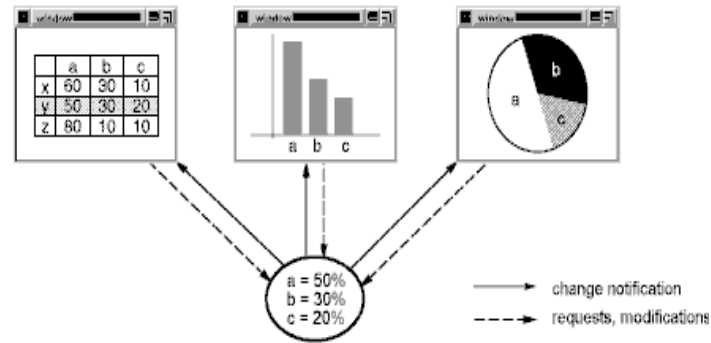 window
window
window
a b c
x 60 30 10
y 50 30 20
z 80 10 10
a b c
a
b
c
a = 50%
b = 30%
c = 20%
change notification
requests, modifications